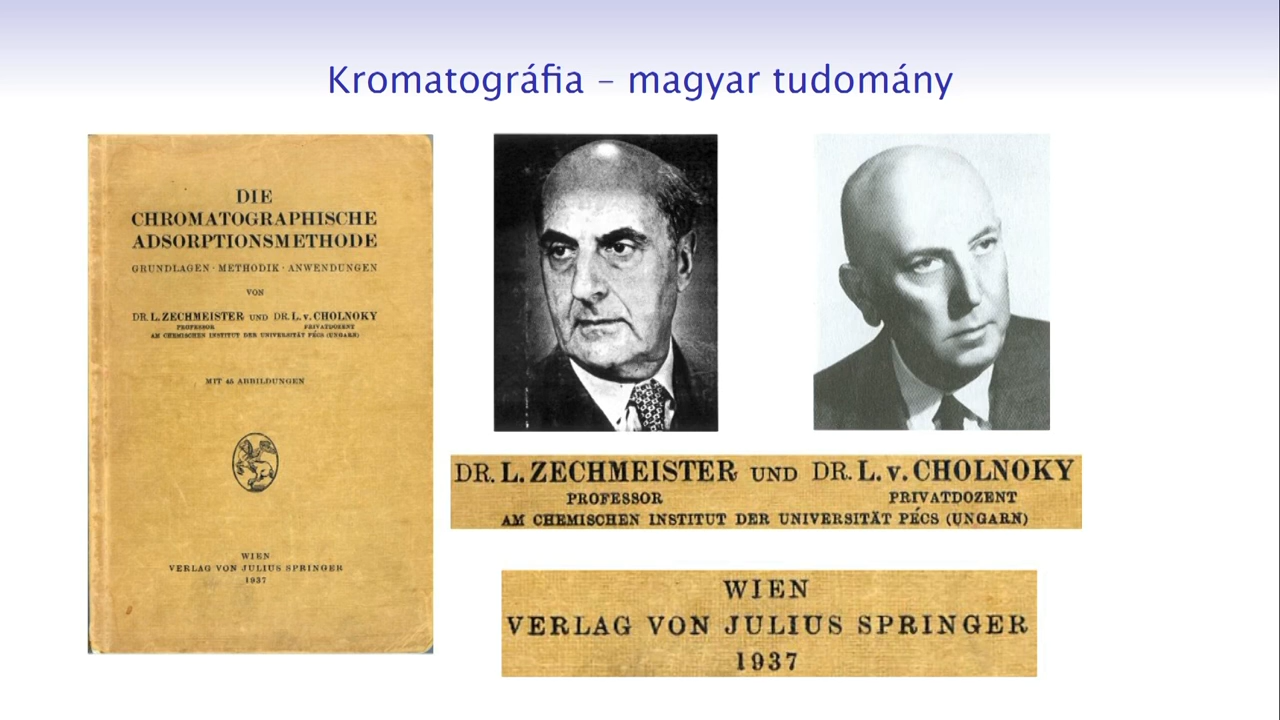 Kromatográfia – magyar tudomány
DIE
CHROMATOGRAPHISCHE
ADSORPTIONSMETHODE
GRUNDLAGEN · METHODIK · ANWENDUNGEN
VON
DR. L. ZECHMEISTER UND DR. L. v. CHOLNOKY
PROFESSOR PRIVATDOZENT
AM CHEMISCHEN INSTITUT DER UNIVERSITÄT PÉCS (UNGARN)
MIT 45 ABBILDUNGEN
WIEN
VERLAG VON JULIUS SPRINGER
1937
DR. L. ZECHMEISTER UND DR. L. v. CHOLNOKY
PROFESSOR PRIVATDOZENT
AM CHEMISCHEN INSTITUT DER UNIVERSITÄT PÉCS (UNGARN)
WIEN
VERLAG VON JULIUS SPRINGER
1937